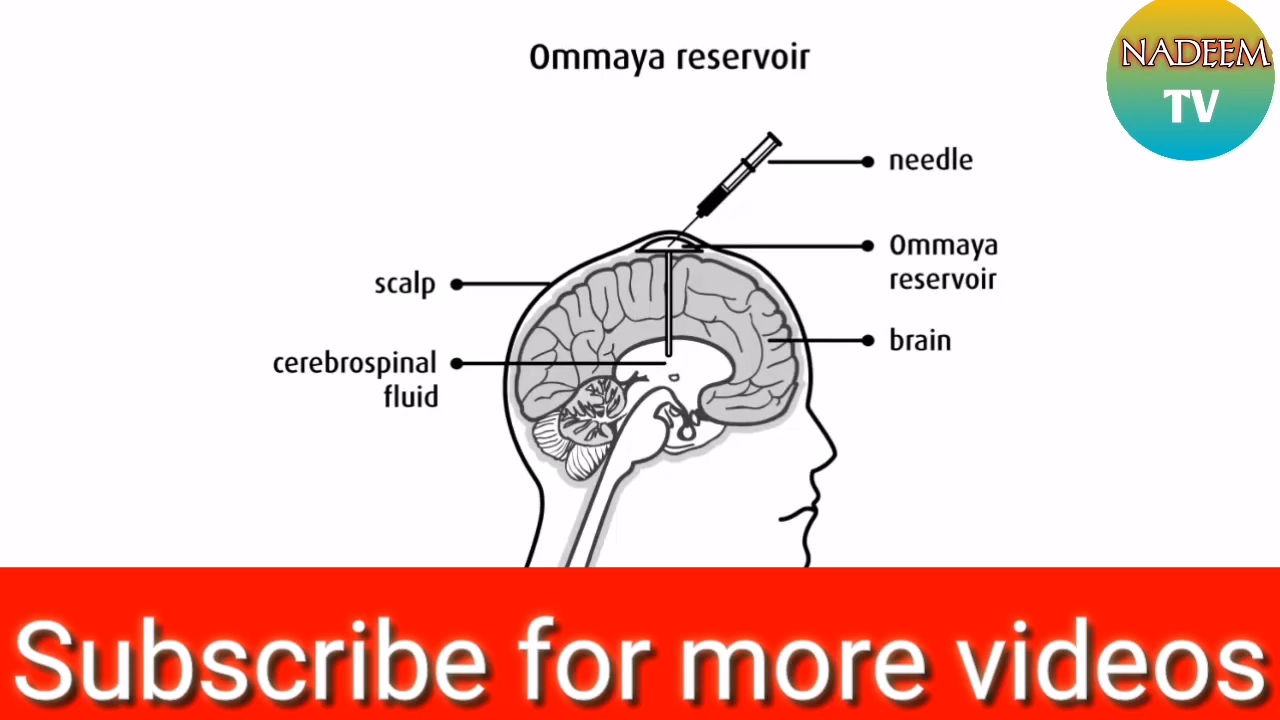 Ommaya reservoir
NADEEM
TV
needle
Ommaya
reservoir
scalp
brain
cerebrospinal
fluid
Subscribe for more videos